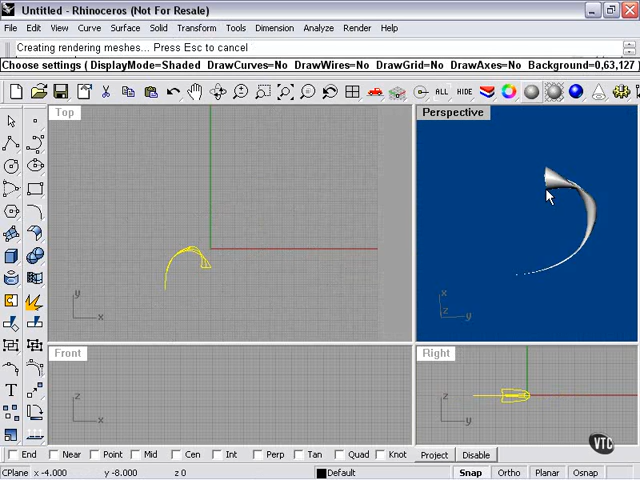 Untitled - Rhinoceros (Not For Resale)
File Edit View Curve Surface Solid Transform Tools Dimension Analyze Render Help
Creating rendering meshes... Press Esc to cancel
Choose settings ( DisplayMode=Shaded DrawCurves=No DrawWires=No DrawGrid=No DrawAxes=No Background=0,63,127
ALL HIDE
Top
Perspective
y
x
x
z
y
Front
Right
z
x
z
y
VTC
End Near Point Mid Cen Int Perp Tan Quad Knot Project Disable
CPlane x -4.000 y -8.000 z 0 Default Snap Ortho Planar Osnap
T